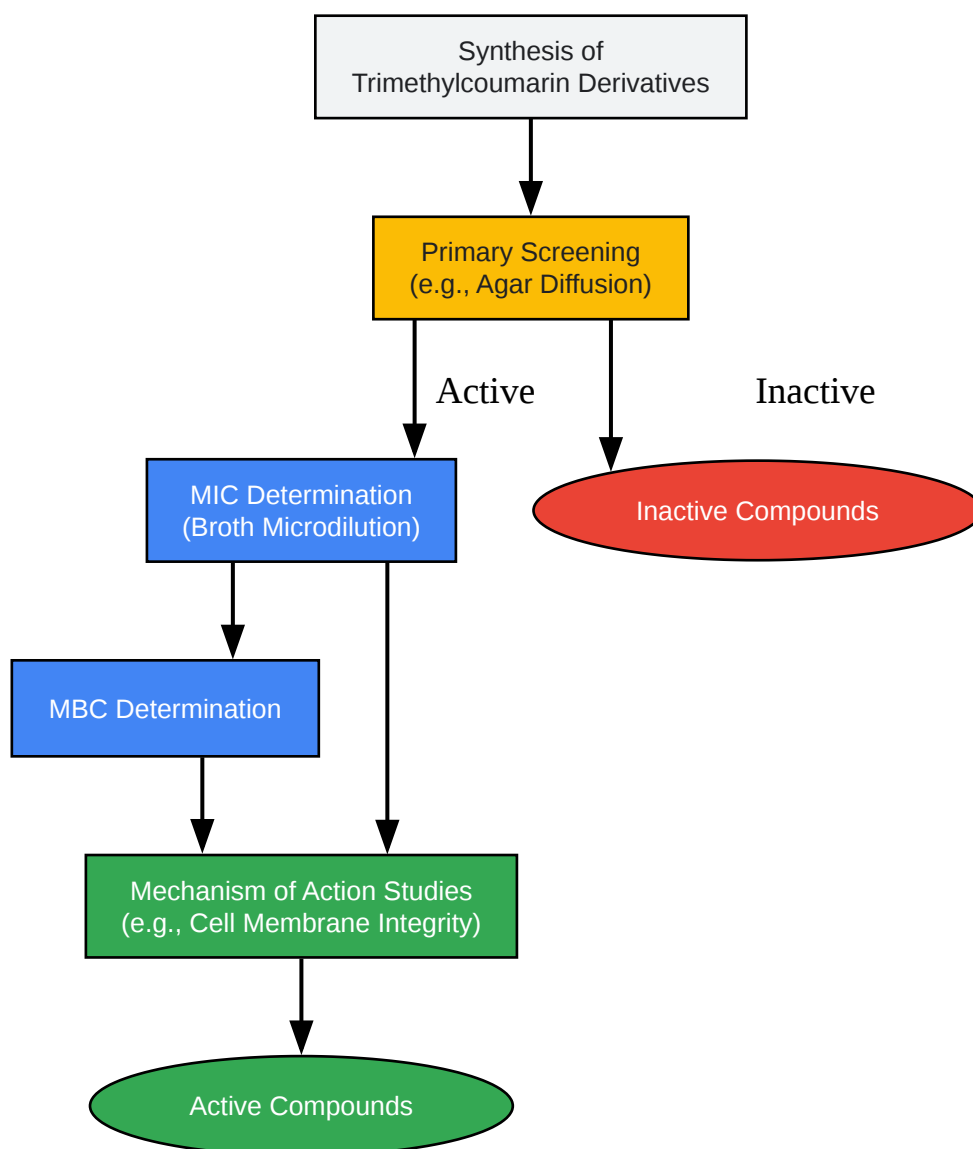 Synthesis of
Trimethylcoumarin Derivatives
Primary Screening
(e.g., Agar Diffusion)
Active
Inactive
MIC Determination
(Broth Microdilution)
Inactive Compounds
MBC Determination
Mechanism of Action Studies
(e.g., Cell Membrane Integrity)
Active Compounds